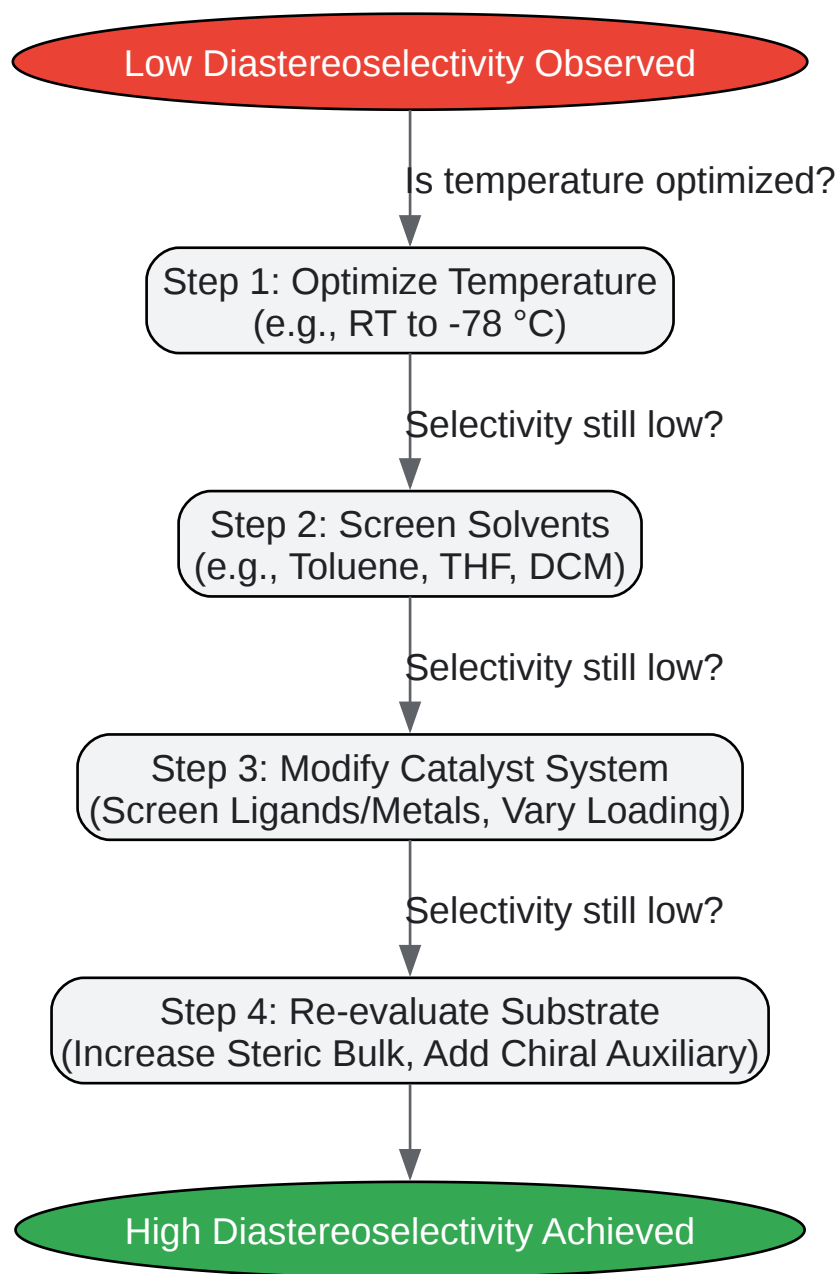 Low Diastereoselectivity Observed
Is temperature optimized?
Step 1: Optimize Temperature
(e.g., RT to -78 °C)
Selectivity still low?
Step 2: Screen Solvents
(e.g., Toluene, THF, DCM)
Selectivity still low?
Step 3: Modify Catalyst System
(Screen Ligands/Metals, Vary Loading)
Selectivity still low?
Step 4: Re-evaluate Substrate
(Increase Steric Bulk, Add Chiral Auxiliary)
High Diastereoselectivity Achieved